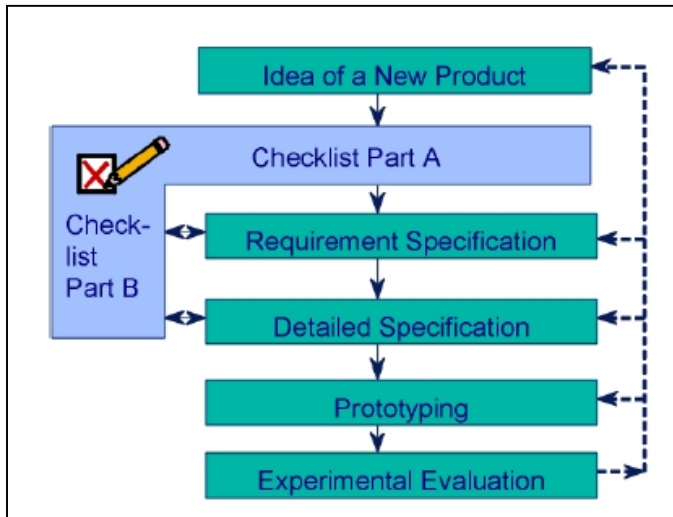 Idea of a New Product
Checklist Part A
Check-
list
Part B
Requirement Specification
Detailed Specification
Prototyping
Experimental Evaluation